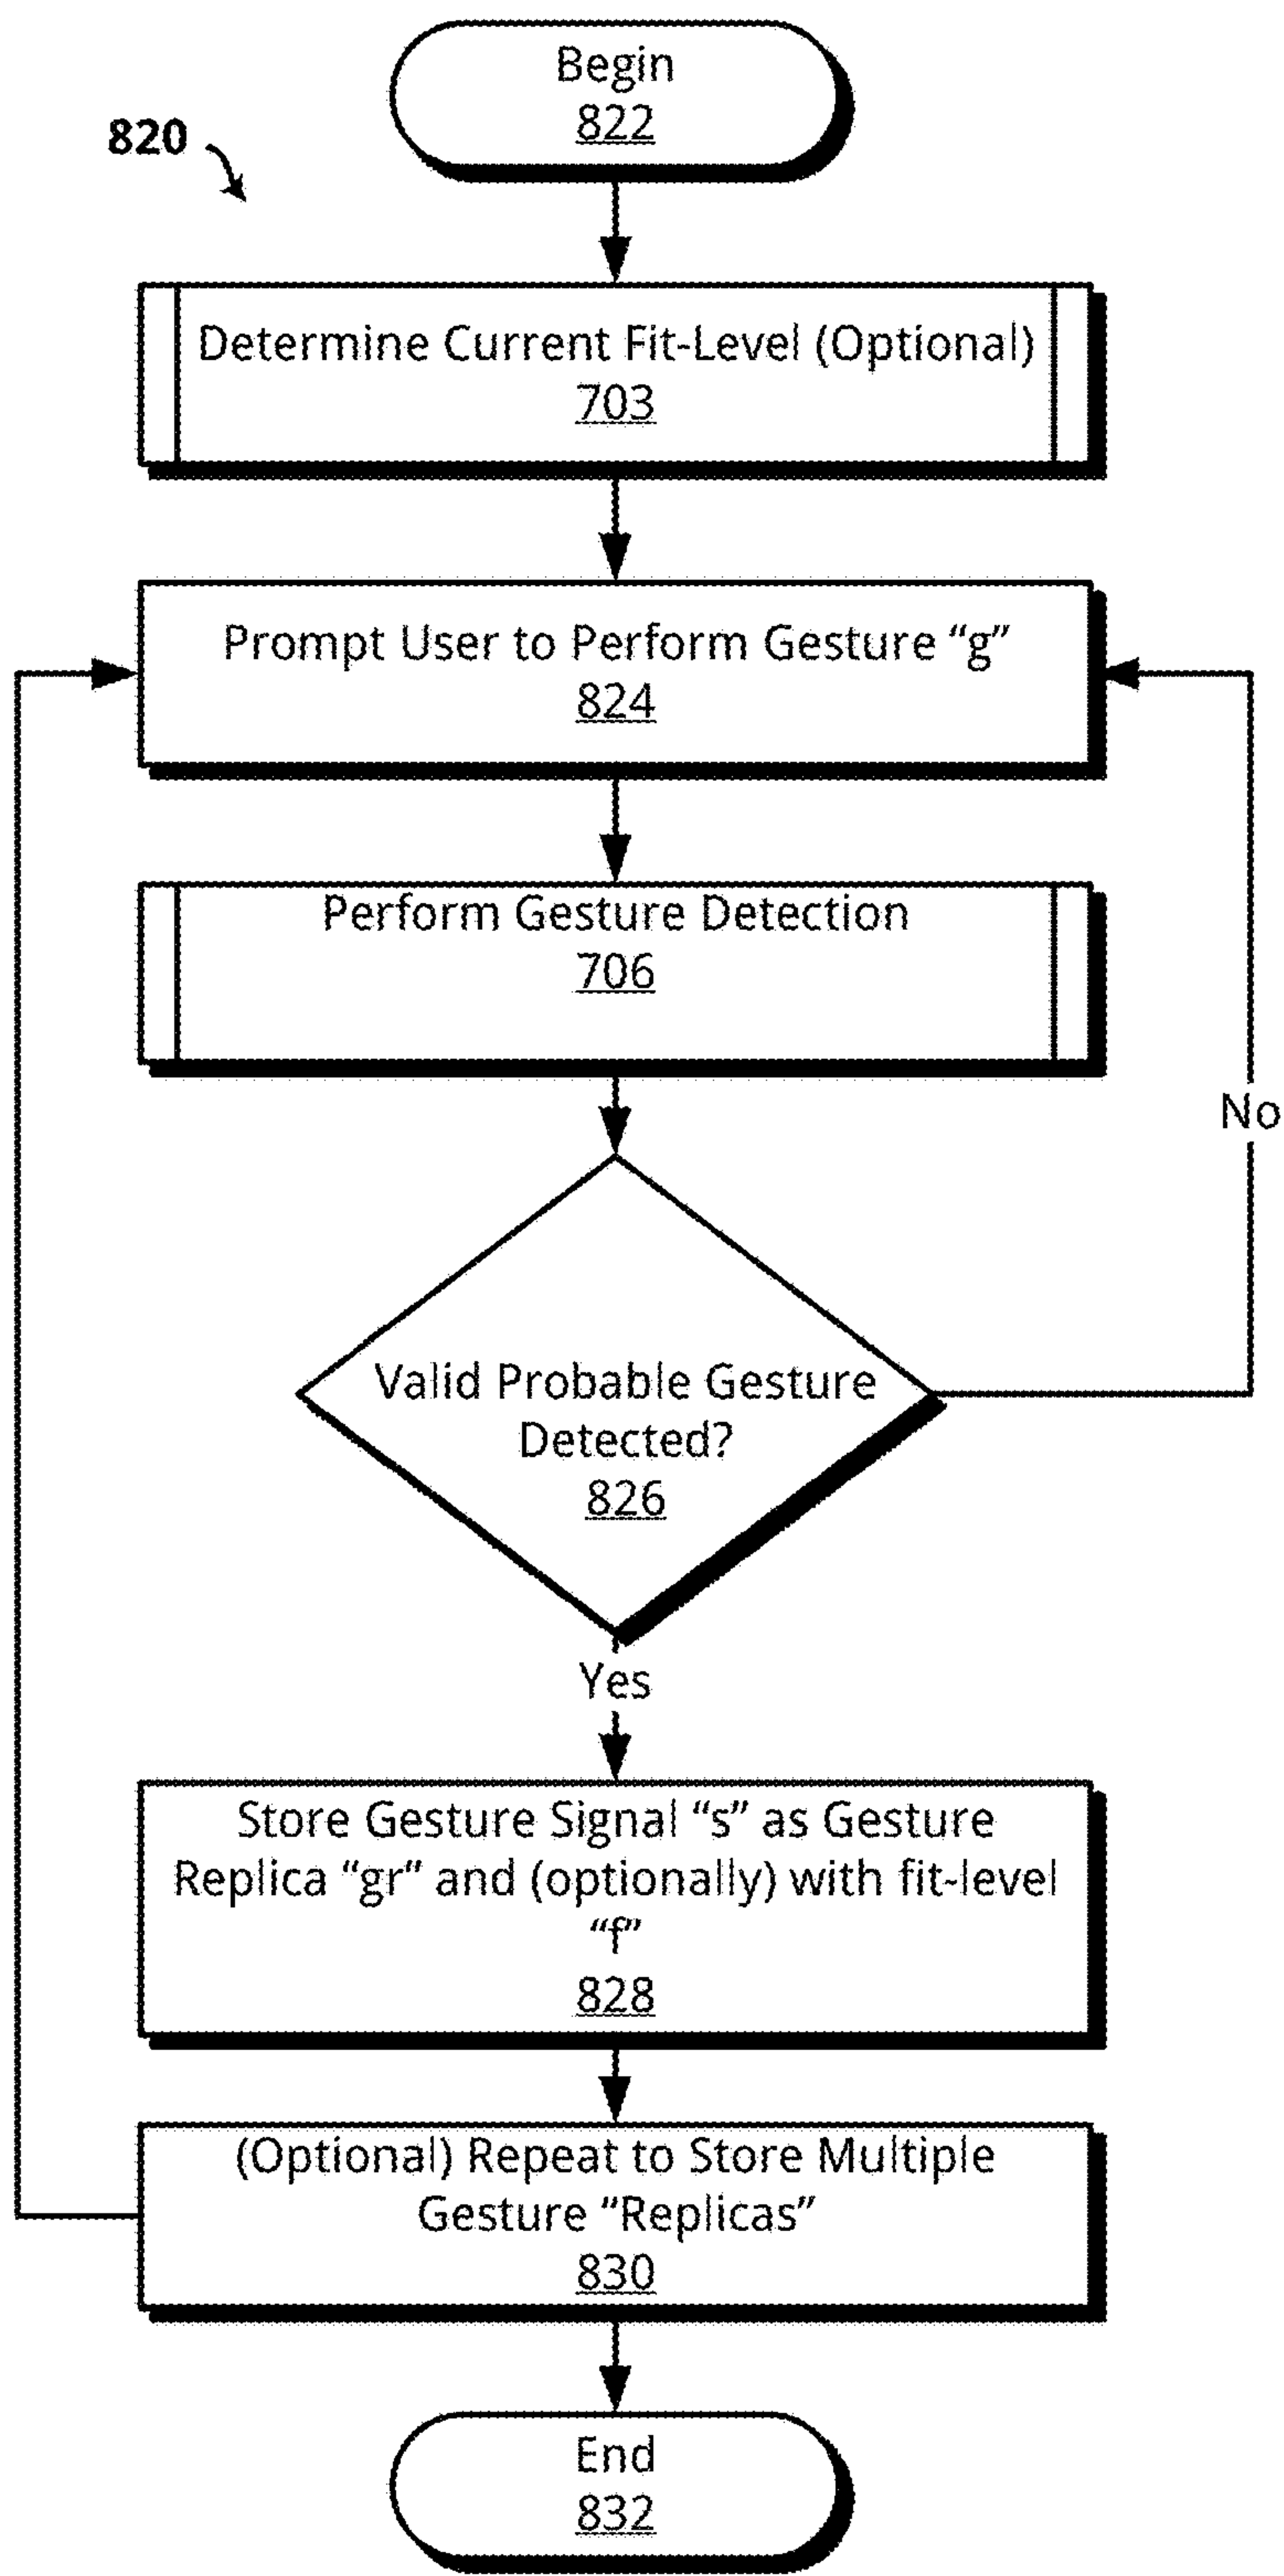 Begin
822
820
Determine Current Fit-Level (Optional)
703
Prompt User to Perform Gesture “g”
824
Perform Gesture Detection
706
No
Valid Probable Gesture
Detected?
826
Yes
Store Gesture Signal “s” as Gesture
Replica “gr” and (optionally) with fit-level
“f”
828
(Optional) Repeat to Store Multiple
Gesture “Replicas”
830
End
832